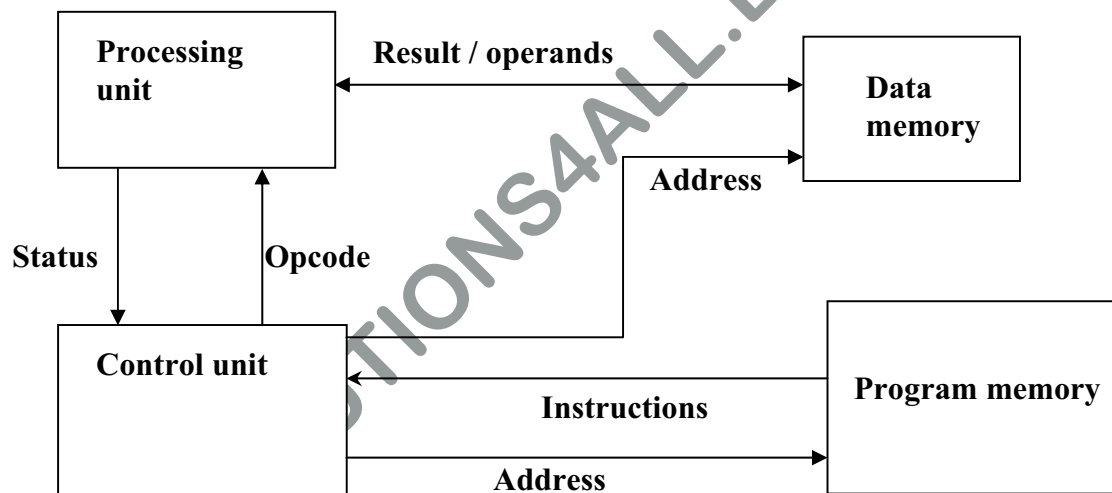 Processing
unit
Result / operands
Data
memory
Address
Status
Opcode
Control unit
Instructions
Program memory
Address